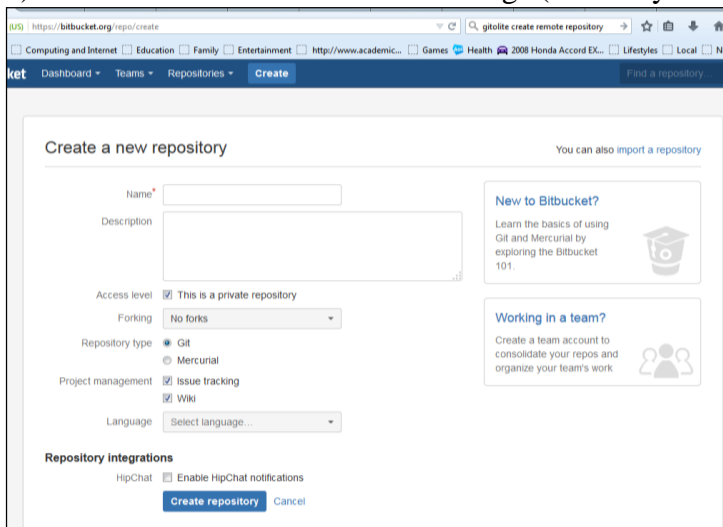 (US) https://bitbucket.org/repo/create gitolite create remote repository
Computing and Internet Education Family Entertainment http://www.academic... Games Health 2008 Honda Accord EX... Lifestyles Local N
ket Dashboard Teams Repositories Create Find a repository...
Create a new repository
You can also import a repository
Name*
Description
Access level This is a private repository
Forking No forks
Repository type Git
Mercurial
Project management Issue tracking
Wiki
Language Select language...
Repository integrations
HipChat Enable HipChat notifications
Create repository Cancel
New to Bitbucket?
Learn the basics of using
Git and Mercurial by
exploring the Bitbucket
101.
Working in a team?
Create a team account to
consolidate your repos and
organize your team's work